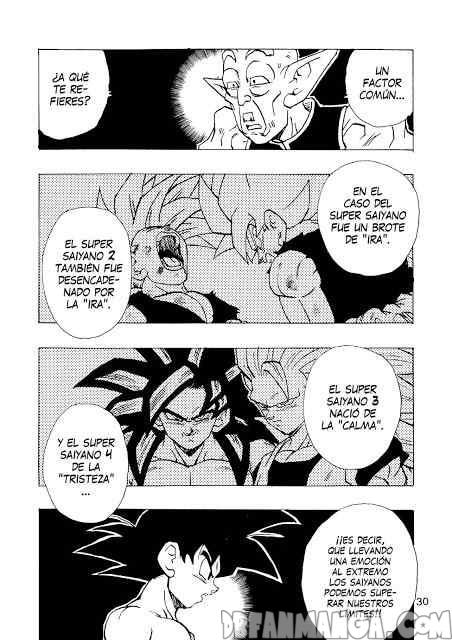 ¿A QUÉ
TE RE-
FIERES?
UN
FACTOR
COMÚN...
EN EL
CASO DEL
SUPER SAIYANO
FUE UN BROTE
DE "IRA".
EL SUPER
SAIYANO 2
TAMBIÉN FUE
DESENCADE-
NADO POR
LA "IRA".
EL SUPER
SAIYANO 3
NACIÓ
DE LA
"CALMA".
Y EL SUPER
SAIYANO 4
DE LA
"TRISTEZA"
...
¡¡ES DECIR,
QUE LLEVANDO
UNA EMOCIÓN
AL EXTREMO
LOS SAIYANOS
PODEMOS SUPE-
RAR NUESTROS
LÍMITES!!
30
DBFANMANGA.COM